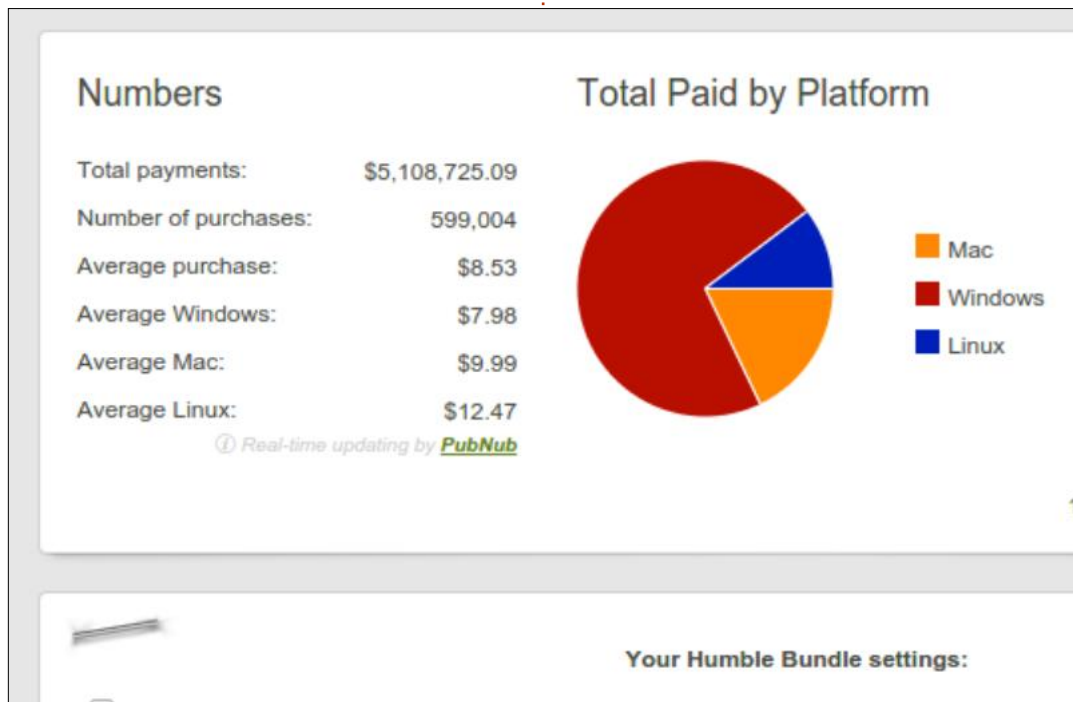 Numbers
Total payments: $5,108,725.09
Number of purchases: 599,004
Average purchase: $8.53
Average Windows: $7.98
Average Mac: $9.99
Average Linux: $12.47
Real-time updating by PubNub
Total Paid by Platform
Mac
Windows
Linux
Your Humble Bundle settings: